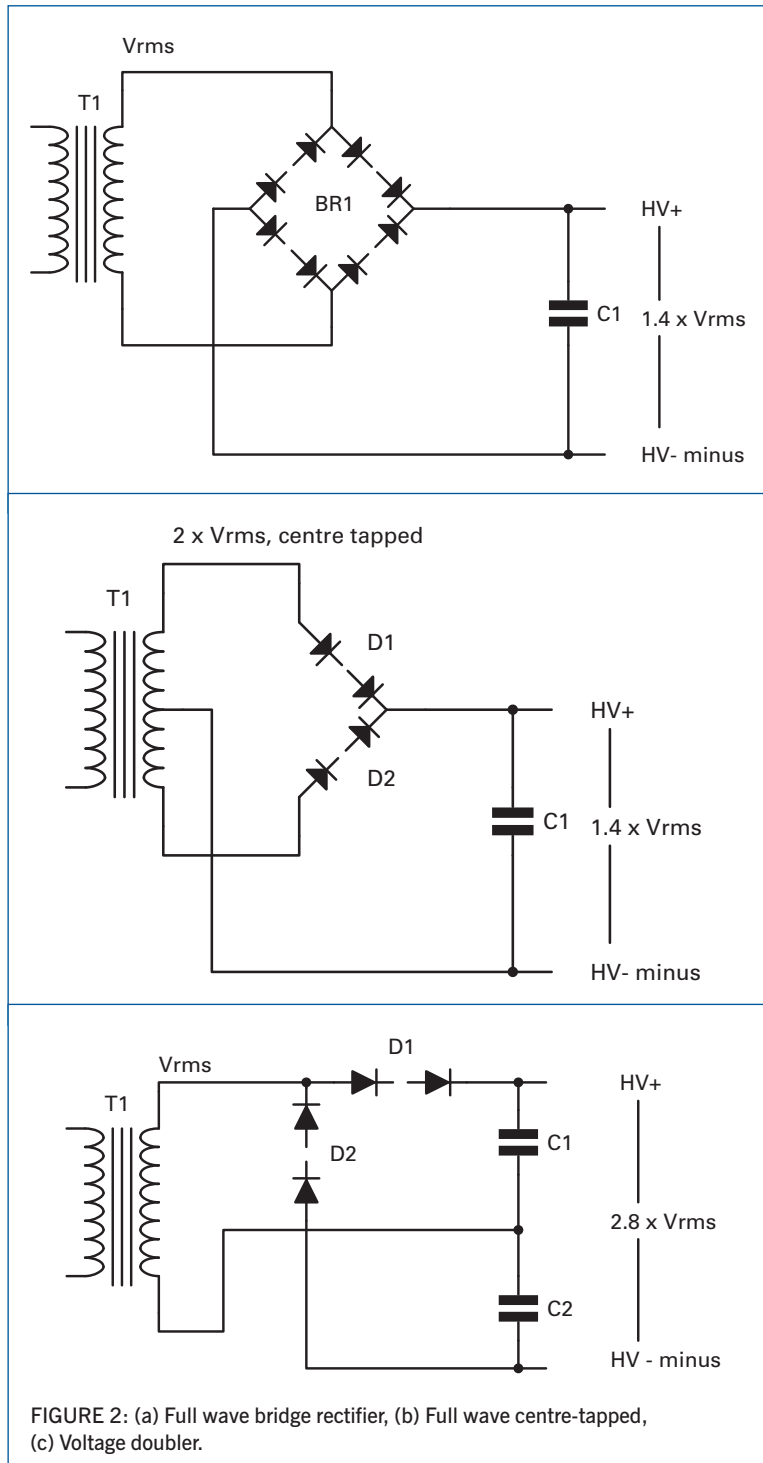 Vrms
T1
BR1
HV+
C1
1.4 x Vrms
HV- minus
2 x Vrms, centre tapped
T1
D1
D2
HV+
C1
1.4 x Vrms
HV- minus
D1
Vrms
T1
D2
HV+
C1
2.8 x Vrms
C2
HV - minus
FIGURE 2: (a) Full wave bridge rectifier, (b) Full wave centre-tapped,
(c) Voltage doubler.